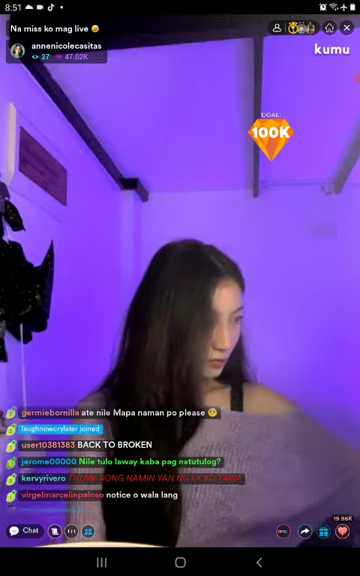 8:51
Na miss ko mag live
annenicolecasitas
27 47.02K
kumu
GOAL:
100K
germiebornilla ate nile Mapa naman po please
laughnowcrylater joined
user10381383 BACK TO BROKEN
jerome00000 Nile tulo laway kaba pag natutulog?
kervyrivero THEME SONG NAMIN YAN NG EX KO
virgelmarcelinpaloso notice o wala lang
19.96K
Chat